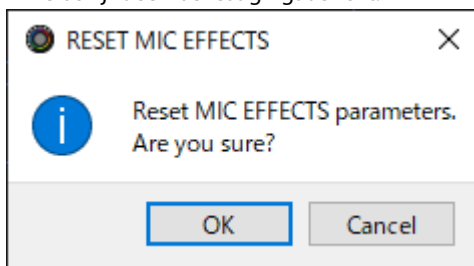 RESET MIC EFFECTS
Reset MIC EFFECTS parameters.
Are you sure?
OK
Cancel